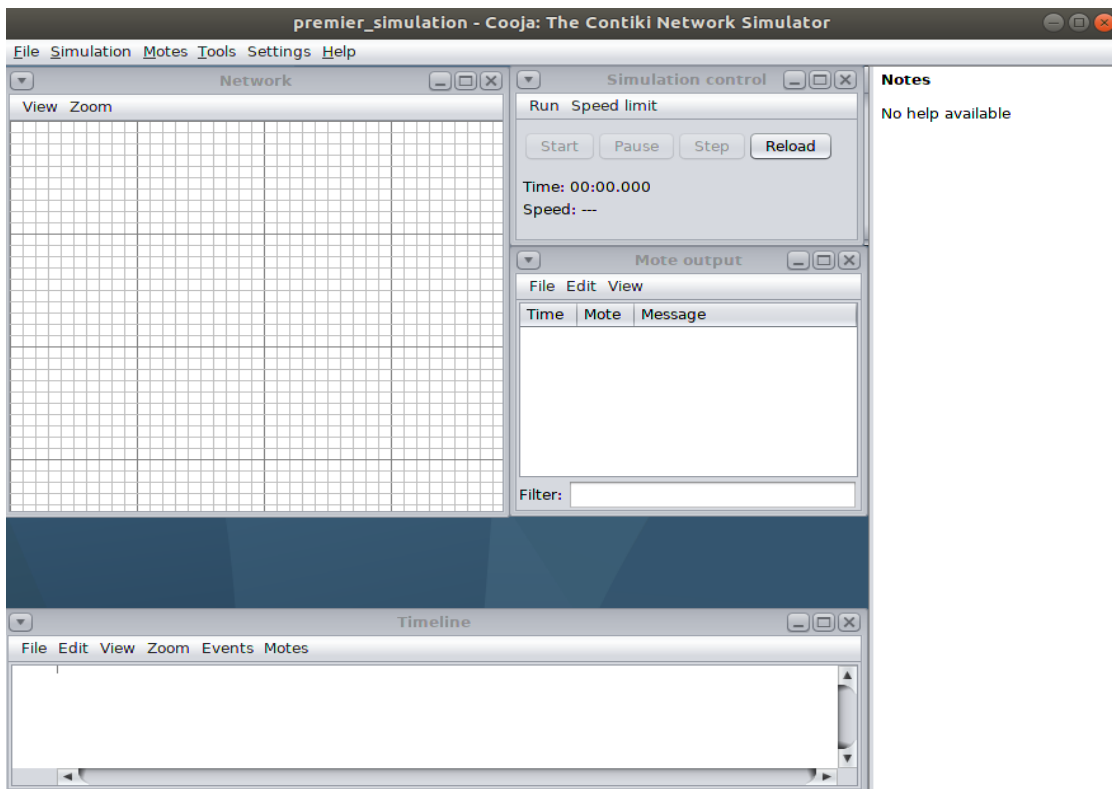 premier_simulation - Cooja: The Contiki Network Simulator
File Simulation Motes Tools Settings Help
Network
View Zoom
Simulation control
Run Speed limit
Start Pause Step Reload
Time: 00:00.000
Speed: ---
Mote output
File Edit View
Time Mote Message
Filter:
Notes
No help available
Timeline
File Edit View Zoom Events Motes